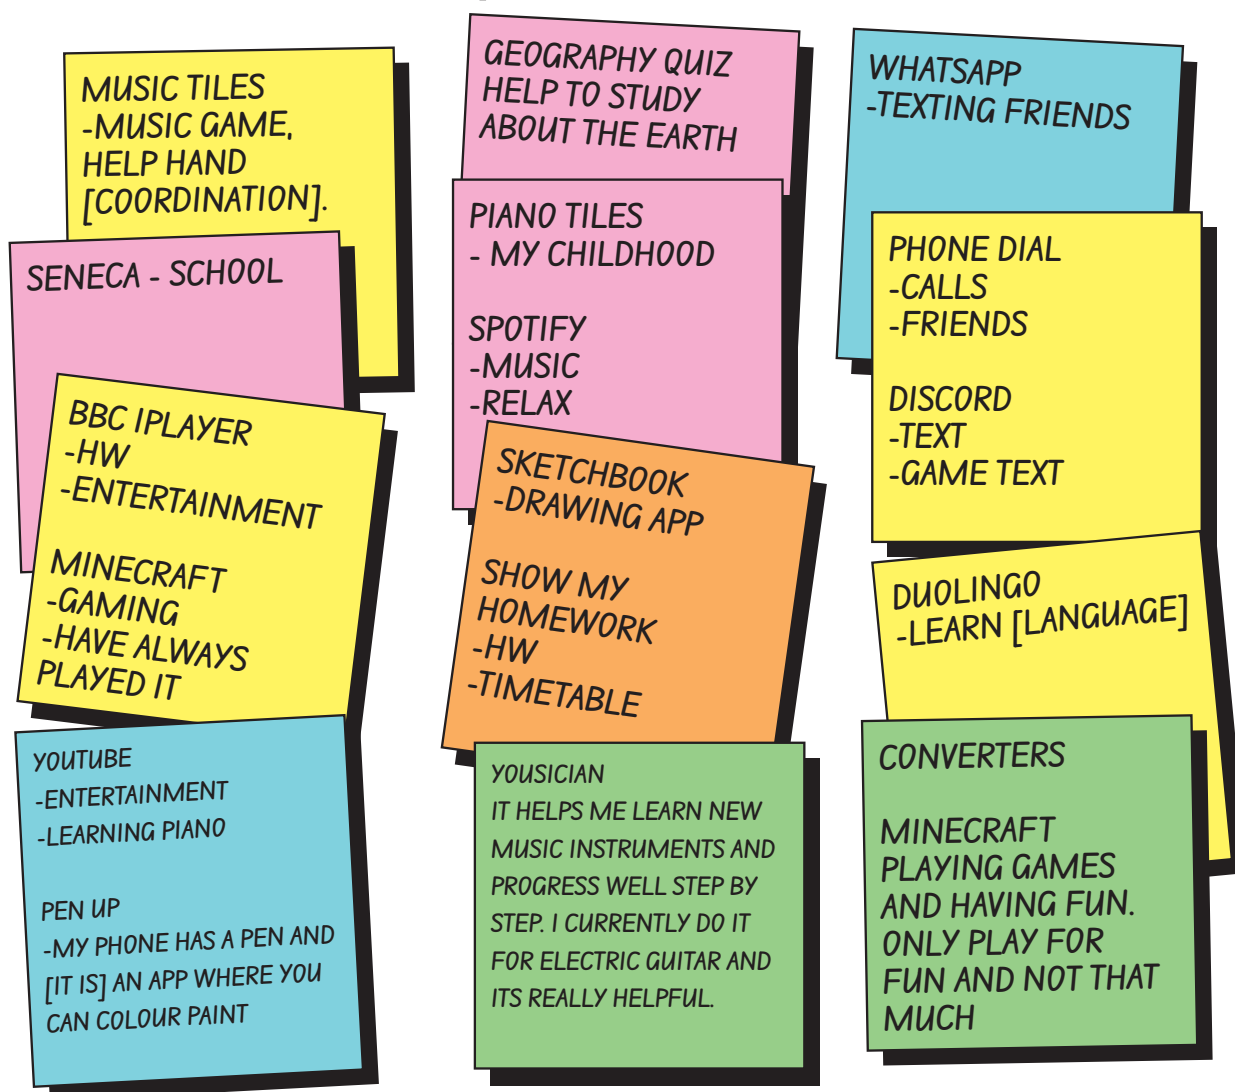 MUSIC TILES
-MUSIC GAME,
HELP HAND
[COORDINATION].
SENECA - SCHOOL
BBC IPLAYER
-HW
-ENTERTAINMENT
MINECRAFT
-GAMING
-HAVE ALWAYS
PLAYED IT
YOUTUBE
-ENTERTAINMENT
-LEARNING PIANO
PEN UP
-MY PHONE HAS A PEN AND
[IT IS] AN APP WHERE YOU
CAN COLOUR PAINT
GEOGRAPHY QUIZ
HELP TO STUDY
ABOUT THE EARTH
PIANO TILES
- MY CHILDHOOD
SPOTIFY
-MUSIC
-RELAX
SKETCHBOOK
-DRAWING APP
SHOW MY
HOMEWORK
-HW
-TIMETABLE
YOUSICIAN
IT HELPS ME LEARN NEW
MUSIC INSTRUMENTS AND
PROGRESS WELL STEP BY
STEP. I CURRENTLY DO IT
FOR ELECTRIC GUITAR AND
ITS REALLY HELPFUL.
WHATSAPP
-TEXTING FRIENDS
PHONE DIAL
-CALLS
-FRIENDS
DISCORD
-TEXT
-GAME TEXT
DUOLINGO
-LEARN [LANGUAGE]
CONVERTERS
MINECRAFT
PLAYING GAMES
AND HAVING FUN.
ONLY PLAY FOR
FUN AND NOT THAT
MUCH